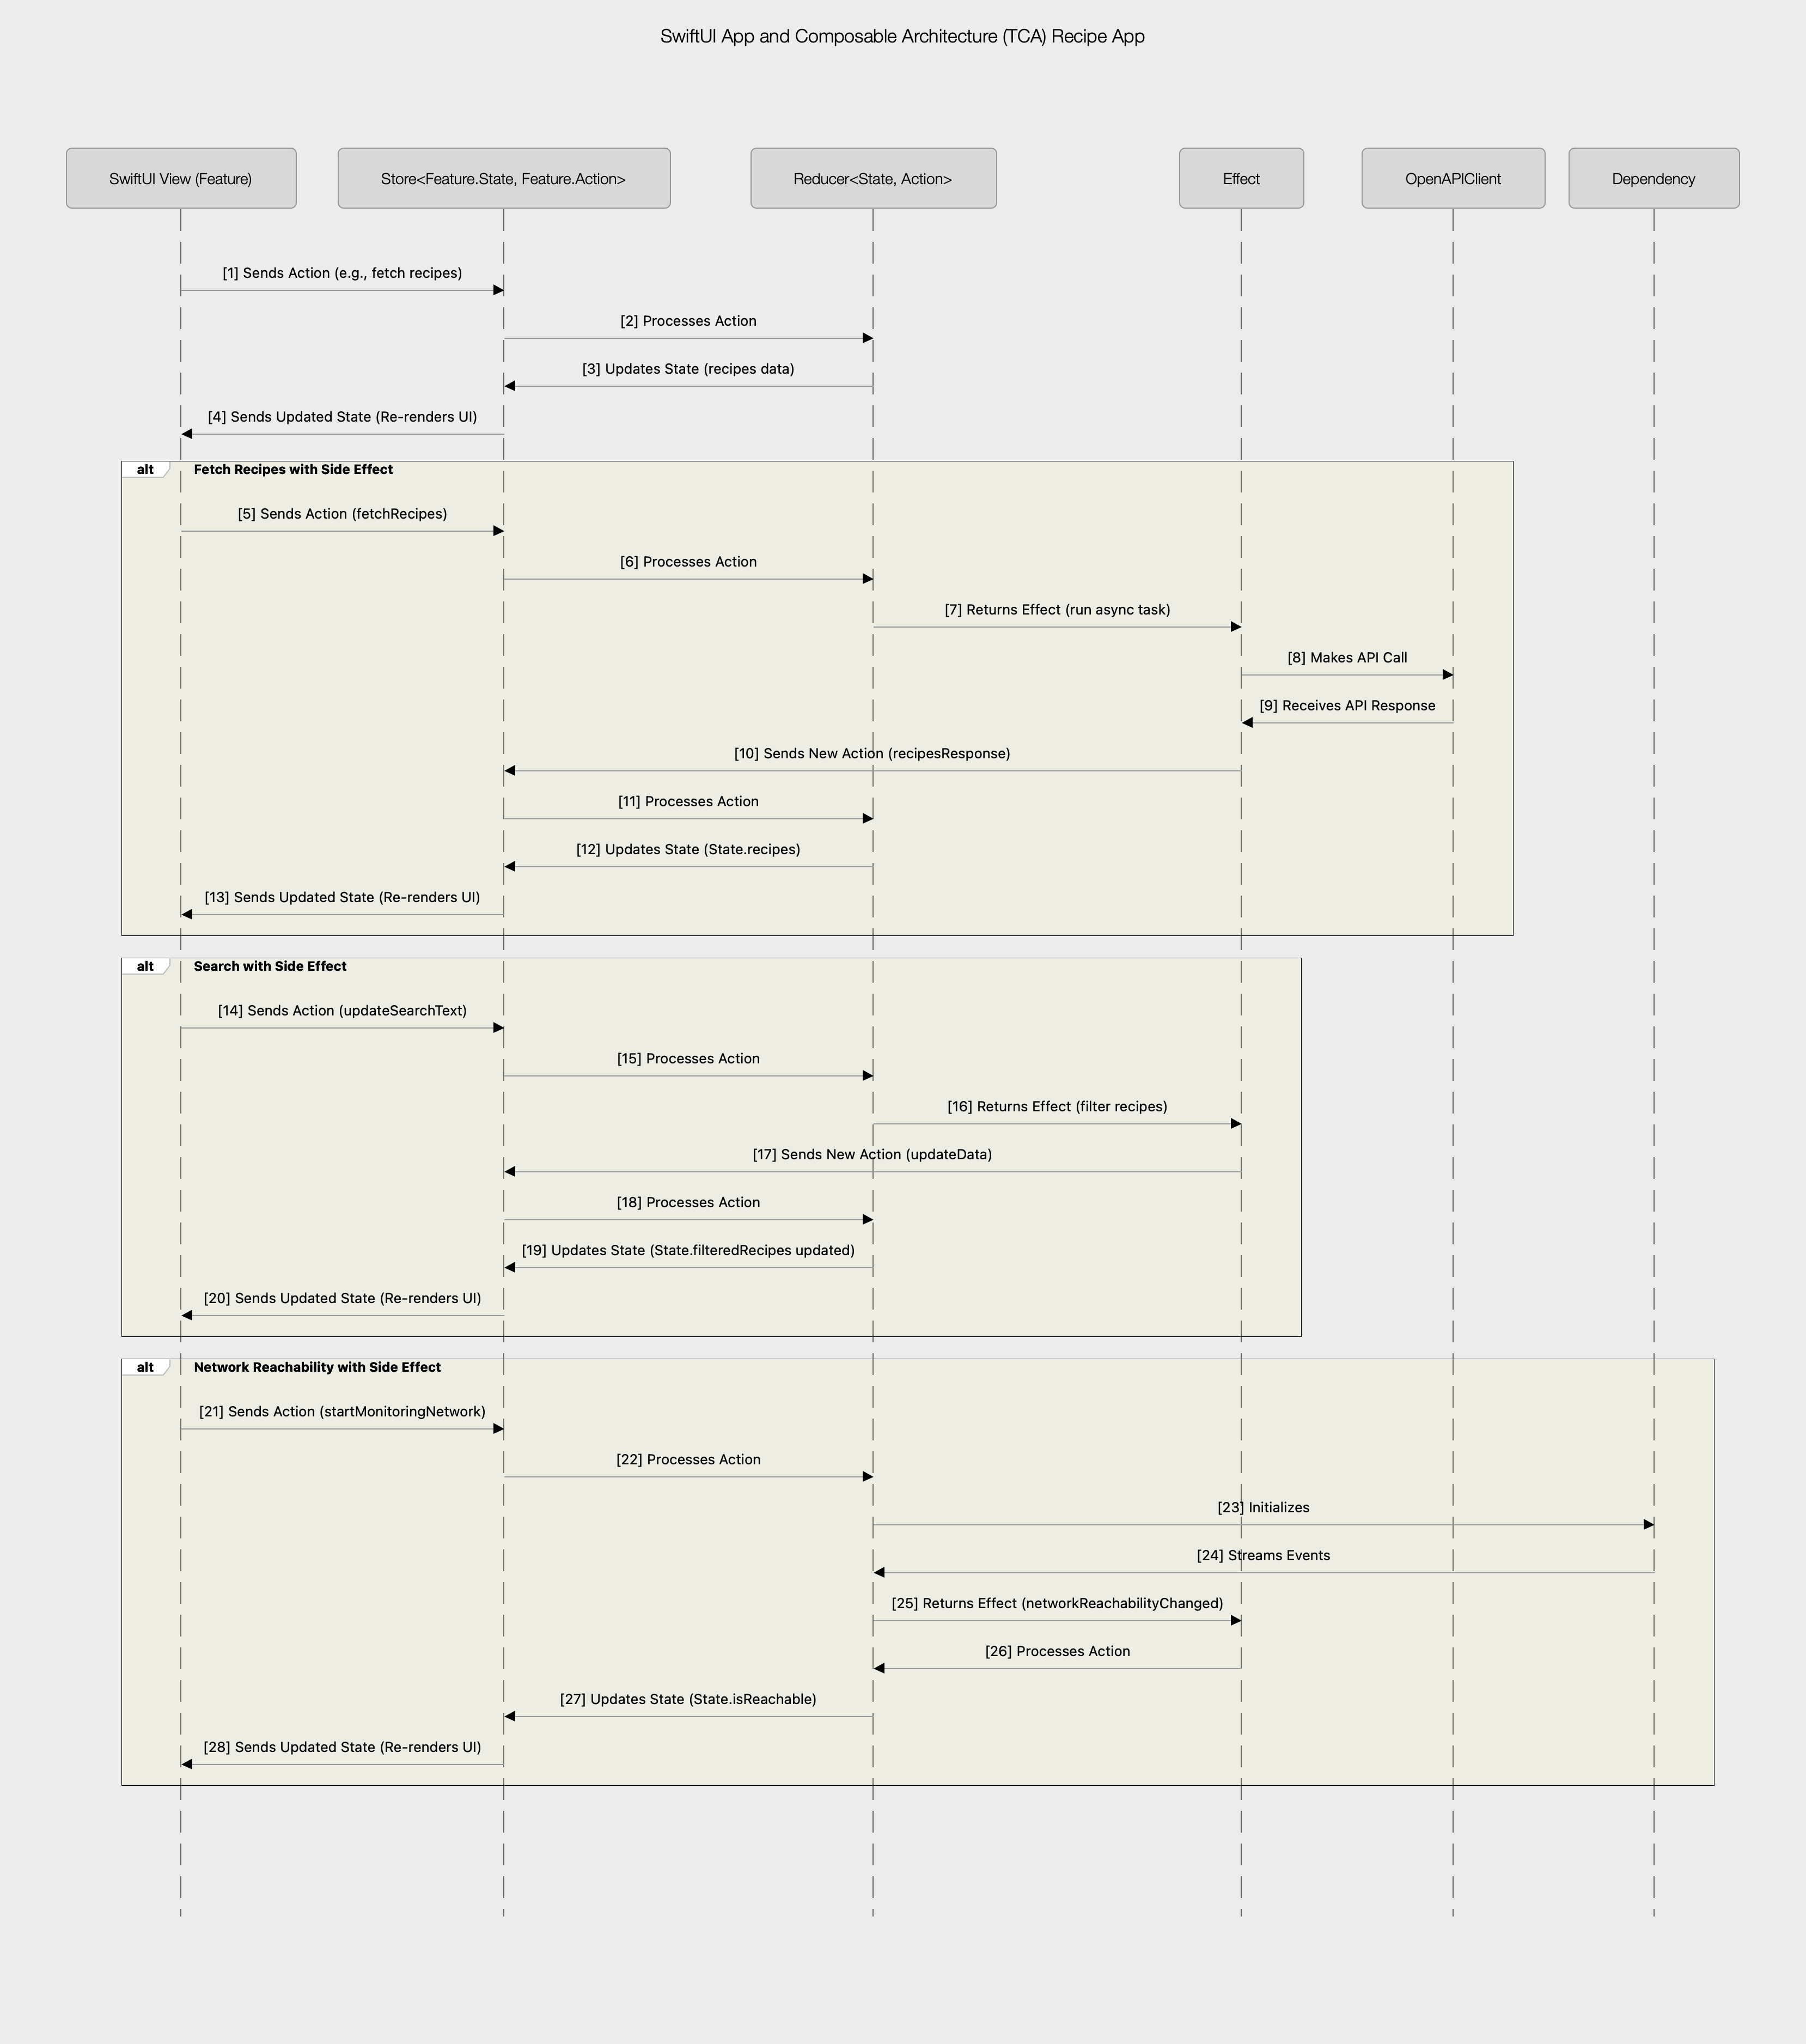 SwiftUI App and Composable Architecture (TCA) Recipe App
SwiftUI View (Feature)
Store<Feature.State, Feature.Action>
Reducer<State, Action>
Effect
OpenAPIClient
Dependency
[1] Sends Action (e.g., fetch recipes)
[2] Processes Action
[3] Updates State (recipes data)
[4] Sends Updated State (Re-renders UI)
alt
Fetch Recipes with Side Effect
[5] Sends Action (fetchRecipes)
[6] Processes Action
[7] Returns Effect (run async task)
[8] Makes API Call
[9] Receives API Response
[10] Sends New Action (recipesResponse)
[11] Processes Action
[12] Updates State (State.recipes)
[13] Sends Updated State (Re-renders UI)
alt
Search with Side Effect
[14] Sends Action (updateSearchText)
[15] Processes Action
[16] Returns Effect (filter recipes)
[17] Sends New Action (updateData)
[18] Processes Action
[19] Updates State (State.filteredRecipes updated)
[20] Sends Updated State (Re-renders UI)
alt
Network Reachability with Side Effect
[21] Sends Action (startMonitoringNetwork)
[22] Processes Action
[23] Initializes
[24] Streams Events
[25] Returns Effect (networkReachabilityChanged)
[26] Processes Action
[27] Updates State (State.isReachable)
[28] Sends Updated State (Re-renders UI)